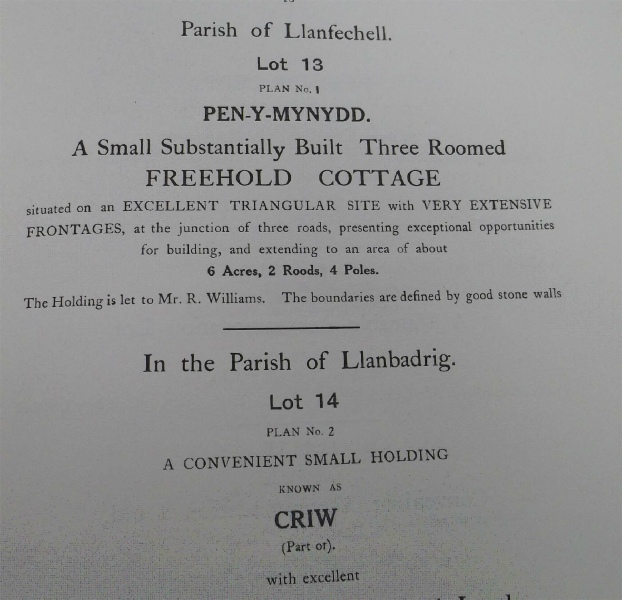 Parish of Llanfechell.
Lot 13
PLAN No. 1
PEN-Y-MYNYDD.
A Small Substantially Built Three Roomed
FREEHOLD COTTAGE
situated on an EXCELLENT TRIANGULAR SITE with VERY EXTENSIVE
FRONTAGES, at the junction of three roads, presenting exceptional opportunities
for building, and extending to an area of about
6 Acres, 2 Roods, 4 Poles.
The Holding is let to Mr. R. Williams. The boundaries are defined by good stone walls
In the Parish of Llanbadrig.
Lot 14
PLAN No. 2
A CONVENIENT SMALL HOLDING
KNOWN AS
CRIW
(Part of).
with excellent